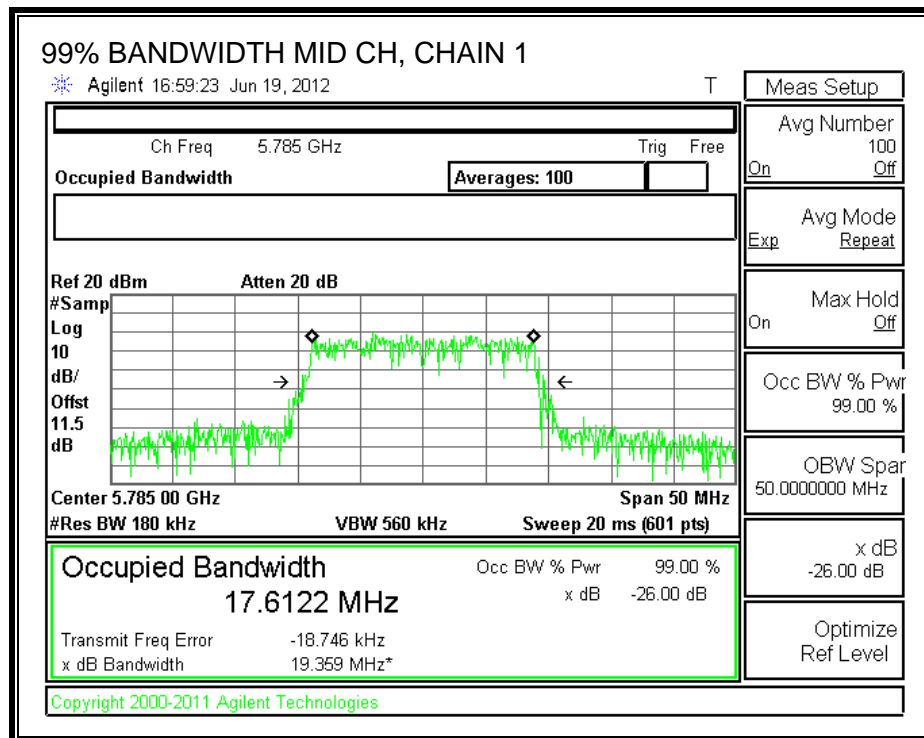 99% BANDWIDTH MID CH, CHAIN 1
Agilent 16:59:23 Jun 19, 2012 T
Ch Freq 5.785 GHz Trig Free
Occupied Bandwidth Averages: 100
Ref 20 dBm Atten 20 dB
#Samp
Log
10
dB/
Offst
11.5
dB
Center 5.785 00 GHz Span 50 MHz
#Res BW 180 kHz VBW 560 kHz Sweep 20 ms (601 pts)
Occupied Bandwidth Occ BW % Pwr 99.00 %
17.6122 MHz x dB -26.00 dB
Transmit Freq Error -18.746 kHz
x dB Bandwidth 19.359 MHz*
Copyright 2000-2011 Agilent Technologies
Meas Setup
Avg Number
100
On Off
Avg Mode
Exp Repeat
Max Hold
On Off
Occ BW % Pwr
99.00 %
OBW Span
50.0000000 MHz
x dB
-26.00 dB
Optimize
Ref Level